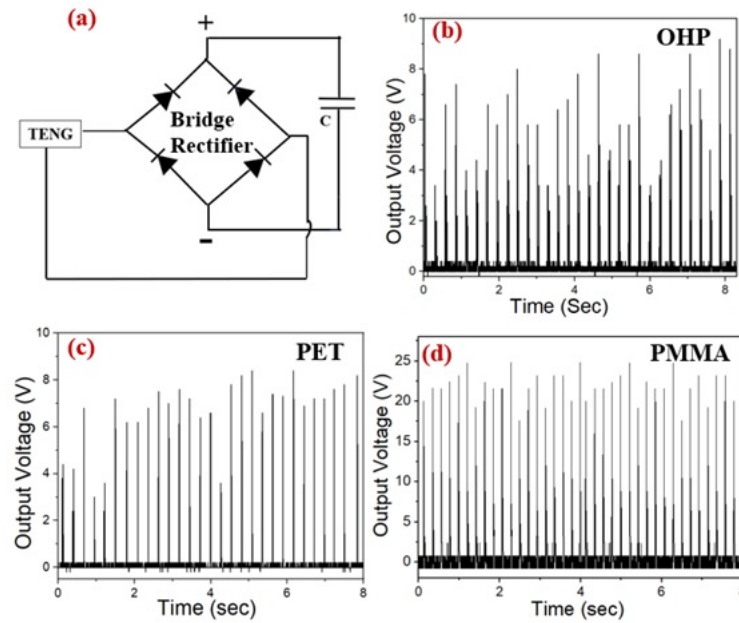 (a)
+
TENG
Bridge
Rectifier
C
-
(b)
OHP
Output Voltage (V)
10
8
6
4
2
0
0 2 4 6 8
Time (Sec)
(c)
PET
Output Voltage (V)
10
8
6
4
2
0
0 2 4 6 8
Time (sec)
(d)
PMMA
Output Voltage (V)
25
20
15
10
5
0
0 2 4 6 8
Time (sec)